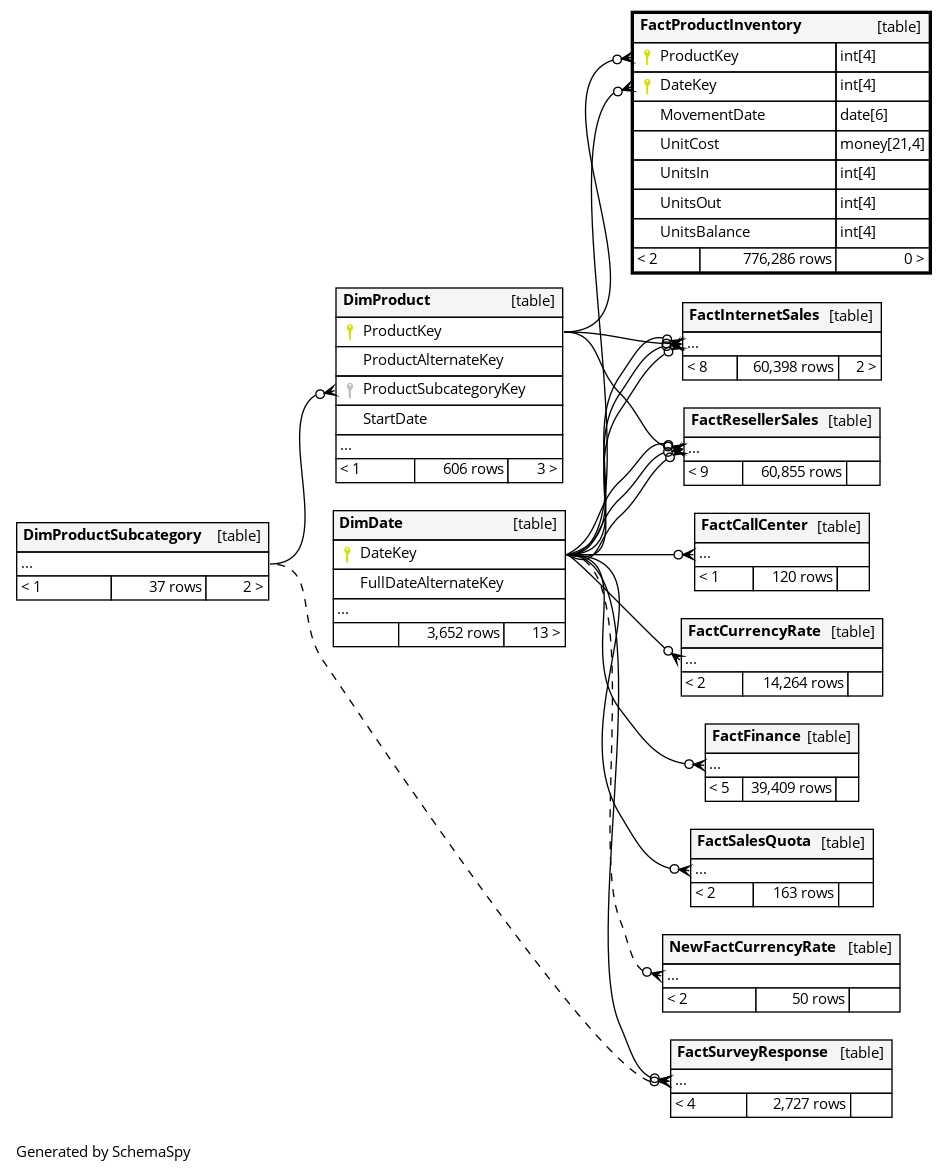 FactProductInventory [table]
ProductKey int[4]
DateKey int[4]
MovementDate date[6]
UnitCost money[21,4]
UnitsIn int[4]
UnitsOut int[4]
UnitsBalance int[4]
< 2 776,286 rows 0 >
DimProduct [table]
ProductKey
ProductAlternateKey
ProductSubcategoryKey
StartDate
...
< 1 606 rows 3 >
DimProductSubcategory [table]
...
< 1 37 rows 2 >
DimDate [table]
DateKey
FullDateAlternateKey
...
3,652 rows 13 >
FactInternetSales [table]
...
< 8 60,398 rows 2 >
FactResellerSales [table]
...
< 9 60,855 rows
FactCallCenter [table]
...
< 1 120 rows
FactCurrencyRate [table]
...
< 2 14,264 rows
FactFinance [table]
...
< 5 39,409 rows
FactSalesQuota [table]
...
< 2 163 rows
NewFactCurrencyRate [table]
...
< 2 50 rows
FactSurveyResponse [table]
...
< 4 2,727 rows
Generated by SchemaSpy